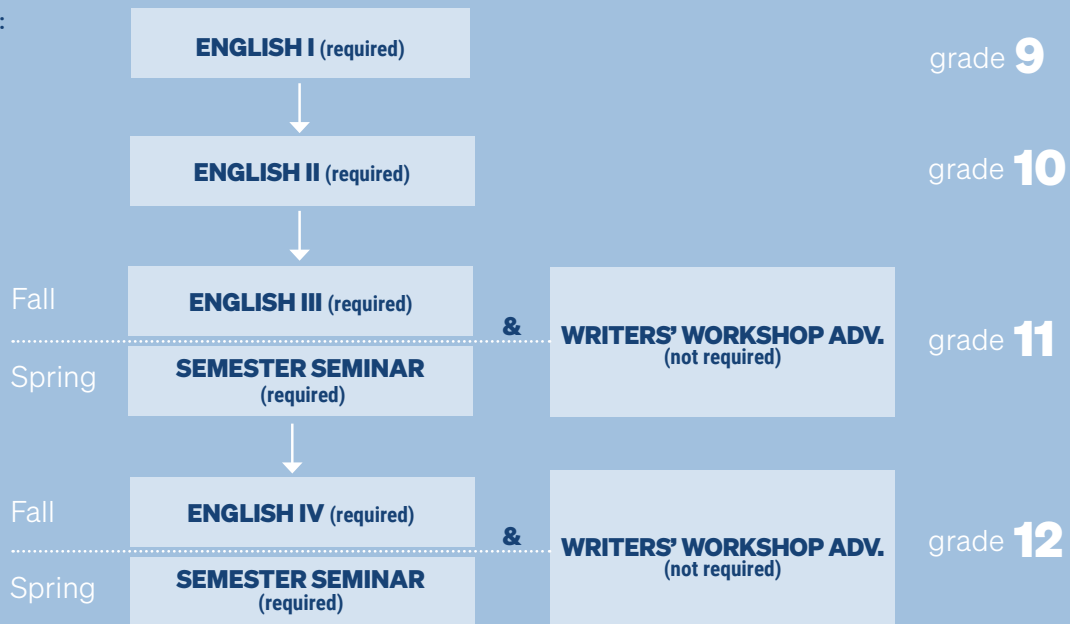 :
ENGLISH I (required)
grade 9
ENGLISH II (required)
grade 10
Fall
ENGLISH III (required)
&
WRITERS’ WORKSHOP ADV.
(not required)
grade 11
Spring
SEMESTER SEMINAR
(required)
Fall
ENGLISH IV (required)
&
WRITERS’ WORKSHOP ADV.
(not required)
grade 12
Spring
SEMESTER SEMINAR
(required)